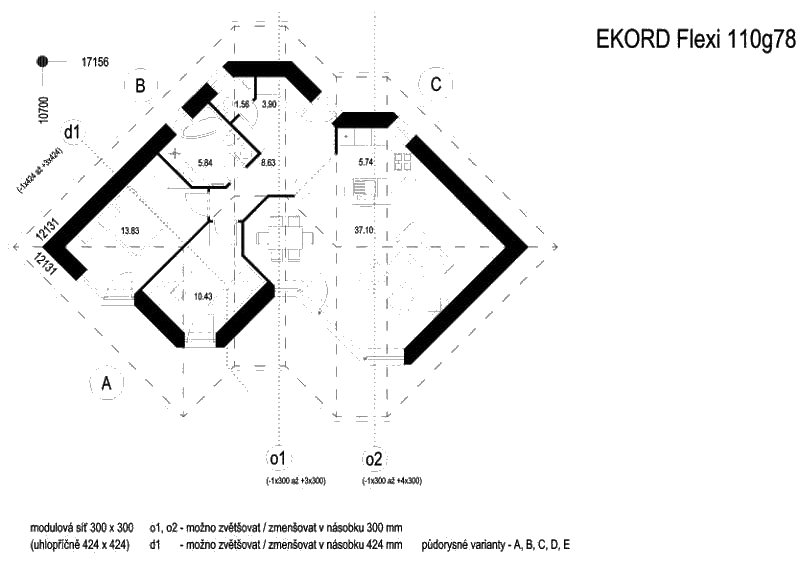 EKORD Flexi 110g78
17156
10700
B
C
d1
(-1x424 až +3x424)
1.56
3.90
5.84
8.63
5.74
12131
12131
13.83
37.10
10.43
A
o1
o2
(-1x300 až +3x300)
(-1x300 až +4x300)
modulová síť 300 x 300 o1, o2 - možno zvětšovat / zmenšovat v násobku 300 mm
(uhlopříčně 424 x 424) d1 - možno zvětšovat / zmenšovat v násobku 424 mm půdorysné varianty - A, B, C, D, E